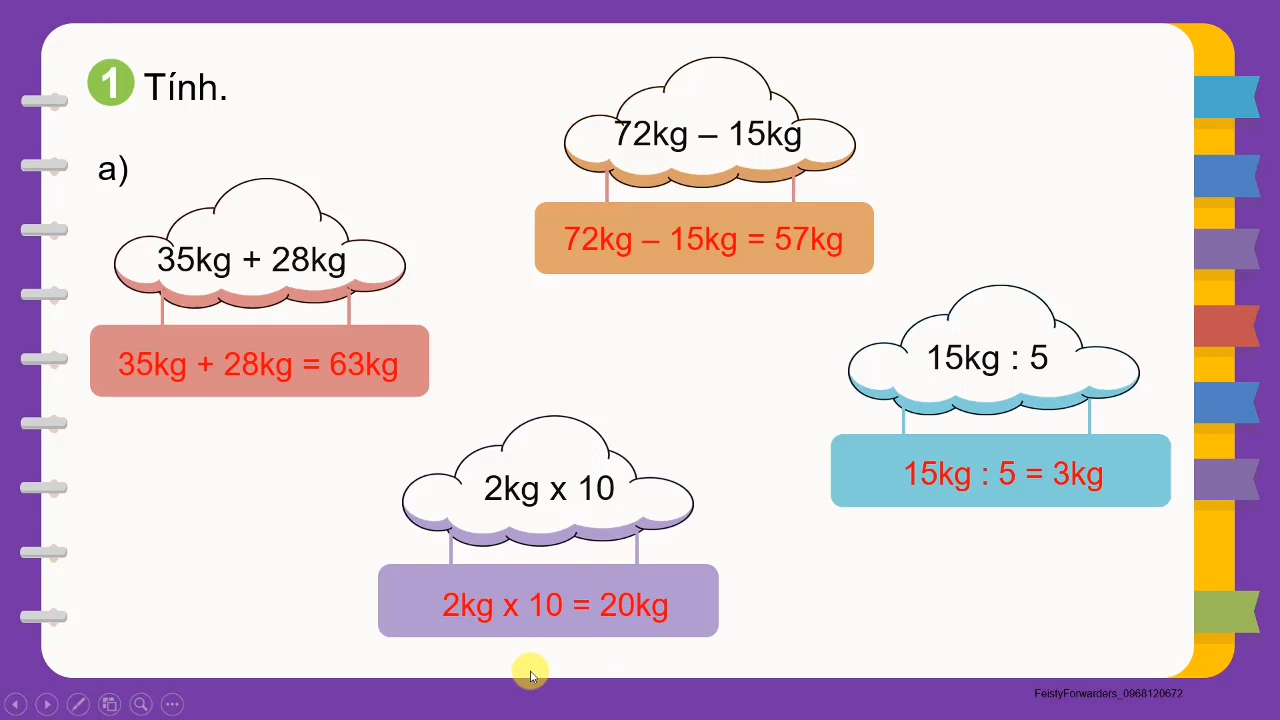 1 Tính.
a)
72kg – 15kg
72kg – 15kg = 57kg
35kg + 28kg
35kg + 28kg = 63kg
15kg : 5
15kg : 5 = 3kg
2kg x 10
2kg x 10 = 20kg
FeistyForwarders_0968120672